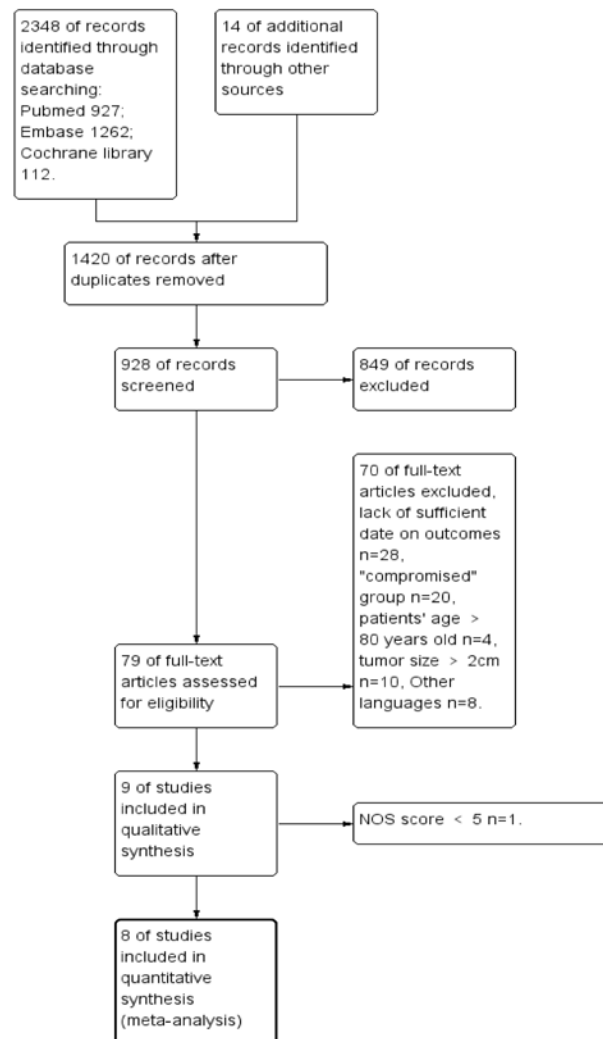 2348 of records
identified through
database
searching:
Pubmed 927;
Embase 1262;
Cochrane library
112.
14 of additional
records identified
through other
sources
1420 of records after
duplicates removed
928 of records
screened
849 of records
excluded
70 of full-text
articles excluded,
lack of sufficient
date on outcomes
n=28,
"compromised"
group n=20,
patients' age >
80 years old n=4,
tumor size > 2cm
n=10, Other
languages n=8.
79 of full-text
articles assessed
for eligibility
9 of studies
included in
qualitative
synthesis
NOS score < 5 n=1.
8 of studies
included in
quantitative
synthesis
(meta-analysis)